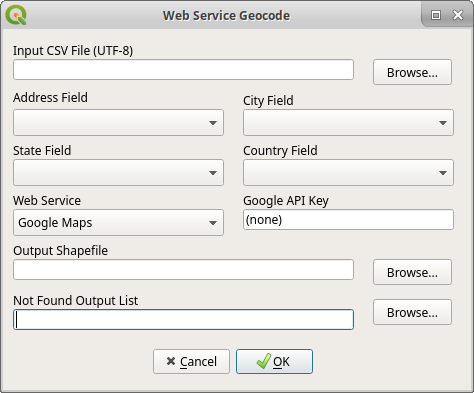 Web Service Geocode
Input CSV File (UTF-8)
Browse...
Address Field
City Field
State Field
Country Field
Web Service
Google API Key
Google Maps
(none)
Output Shapefile
Browse...
Not Found Output List
Browse...
Cancel
OK